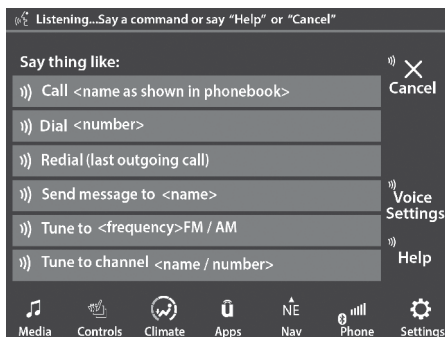 Listening...Say a command or say “Help” or “Cancel”
Say thing like:
Call <name as shown in phonebook>
Dial <number>
Redial (last outgoing call)
Send message to <name>
Tune to <frequency>FM / AM
Tune to channel <name / number>
Cancel
Voice
Settings
Help
NE
Media Controls Climate Apps Nav Phone Settings